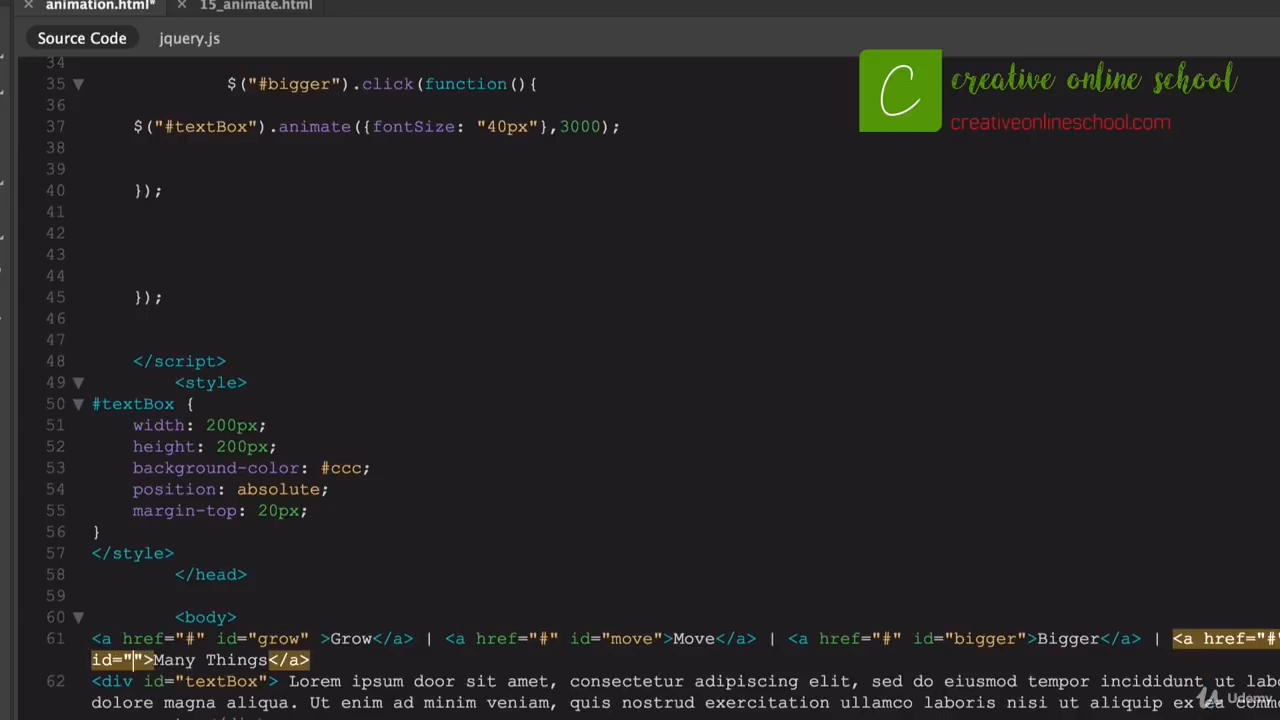 animation.html*
15_animate.html
Source Code
jquery.js
creative online school
creativeonlineschool.com
34
35 $("#bigger").click(function(){
36
37 $("#textBox").animate({fontSize: "40px"},3000);
38
39
40 });
41
42
43
44
45 });
46
47
48 </script>
49 <style>
50 #textBox {
51 width: 200px;
52 height: 200px;
53 background-color: #ccc;
54 position: absolute;
55 margin-top: 20px;
56 }
57 </style>
58 </head>
59
60 <body>
61 <a href="#" id="grow" >Grow</a> | <a href="#" id="move">Move</a> | <a href="#" id="bigger">Bigger</a> | <a href="#"
id="">Many Things</a>
62 <div id="textBox"> Lorem ipsum door sit amet, consectetur adipiscing elit, sed do eiusmod tempor incididunt ut lab
dolore magna aliqua. Ut enim ad minim veniam, quis nostrud exercitation ullamco laboris nisi ut aliquip ex ea comm
Udemy